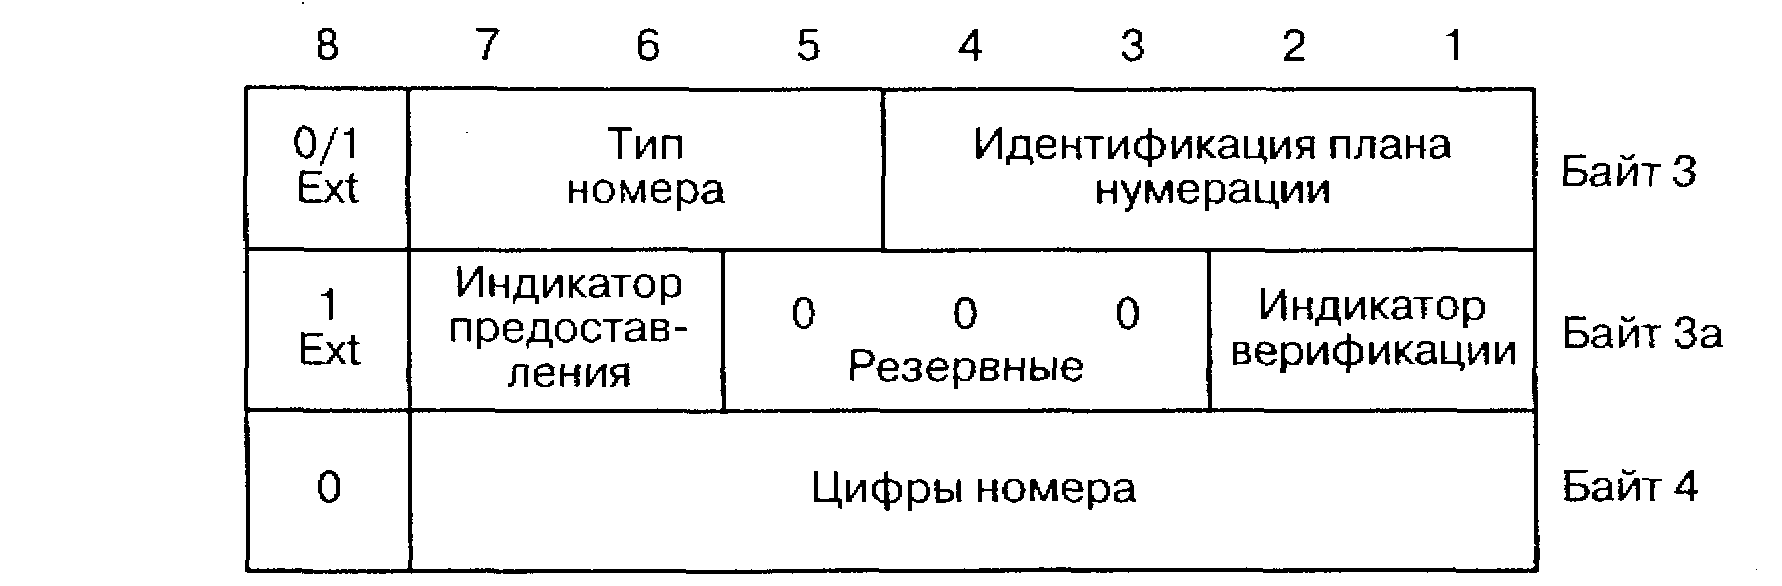 8 7 6 5 4 3 2 1
0/1
Ext
Тип
номера
Идентификация плана
нумерации
Байт 3
1
Ext
Индикатор
предостав-
ления
0 0 0
Резервные
Индикатор
верификации
Байт 3а
0
Цифры номера
Байт 4